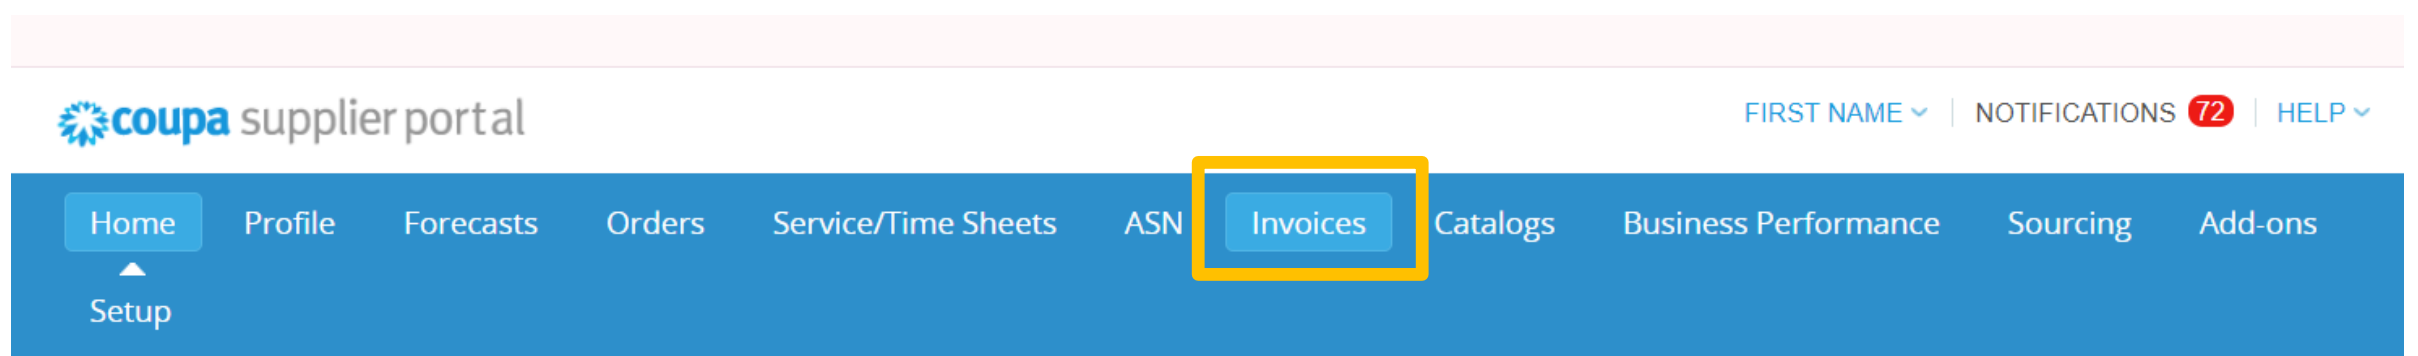 coupa supplier portal FIRST NAME NOTIFICATIONS 72 HELP
Home Profile Forecasts Orders Service/Time Sheets ASN Invoices Catalogs Business Performance Sourcing Add-ons
Setup